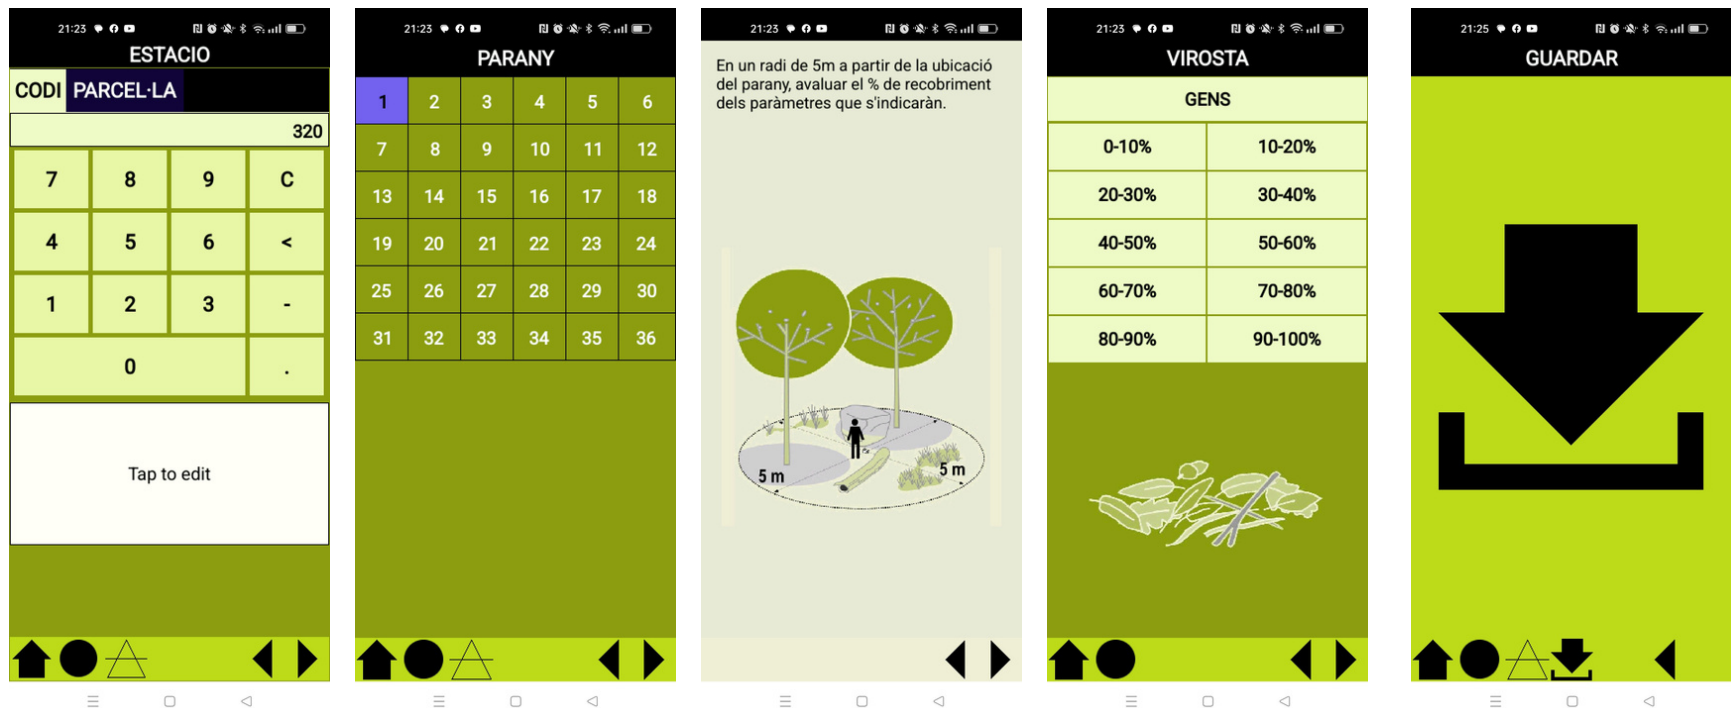 21:23
ESTACIO
CODI PARCEL·LA
320
7 8 9 C
4 5 6 <
1 2 3 -
0 .
Tap to edit
21:23
PARANY
1 2 3 4 5 6
7 8 9 10 11 12
13 14 15 16 17 18
19 20 21 22 23 24
25 26 27 28 29 30
31 32 33 34 35 36
21:23
En un radi de 5m a partir de la ubicació
del parany, avaluar el % de recobriment
dels paràmetres que s'indicaràn.
5 m
5 m
21:23
VIROSTA
GENS
0-10% 10-20%
20-30% 30-40%
40-50% 50-60%
60-70% 70-80%
80-90% 90-100%
21:25
GUARDAR